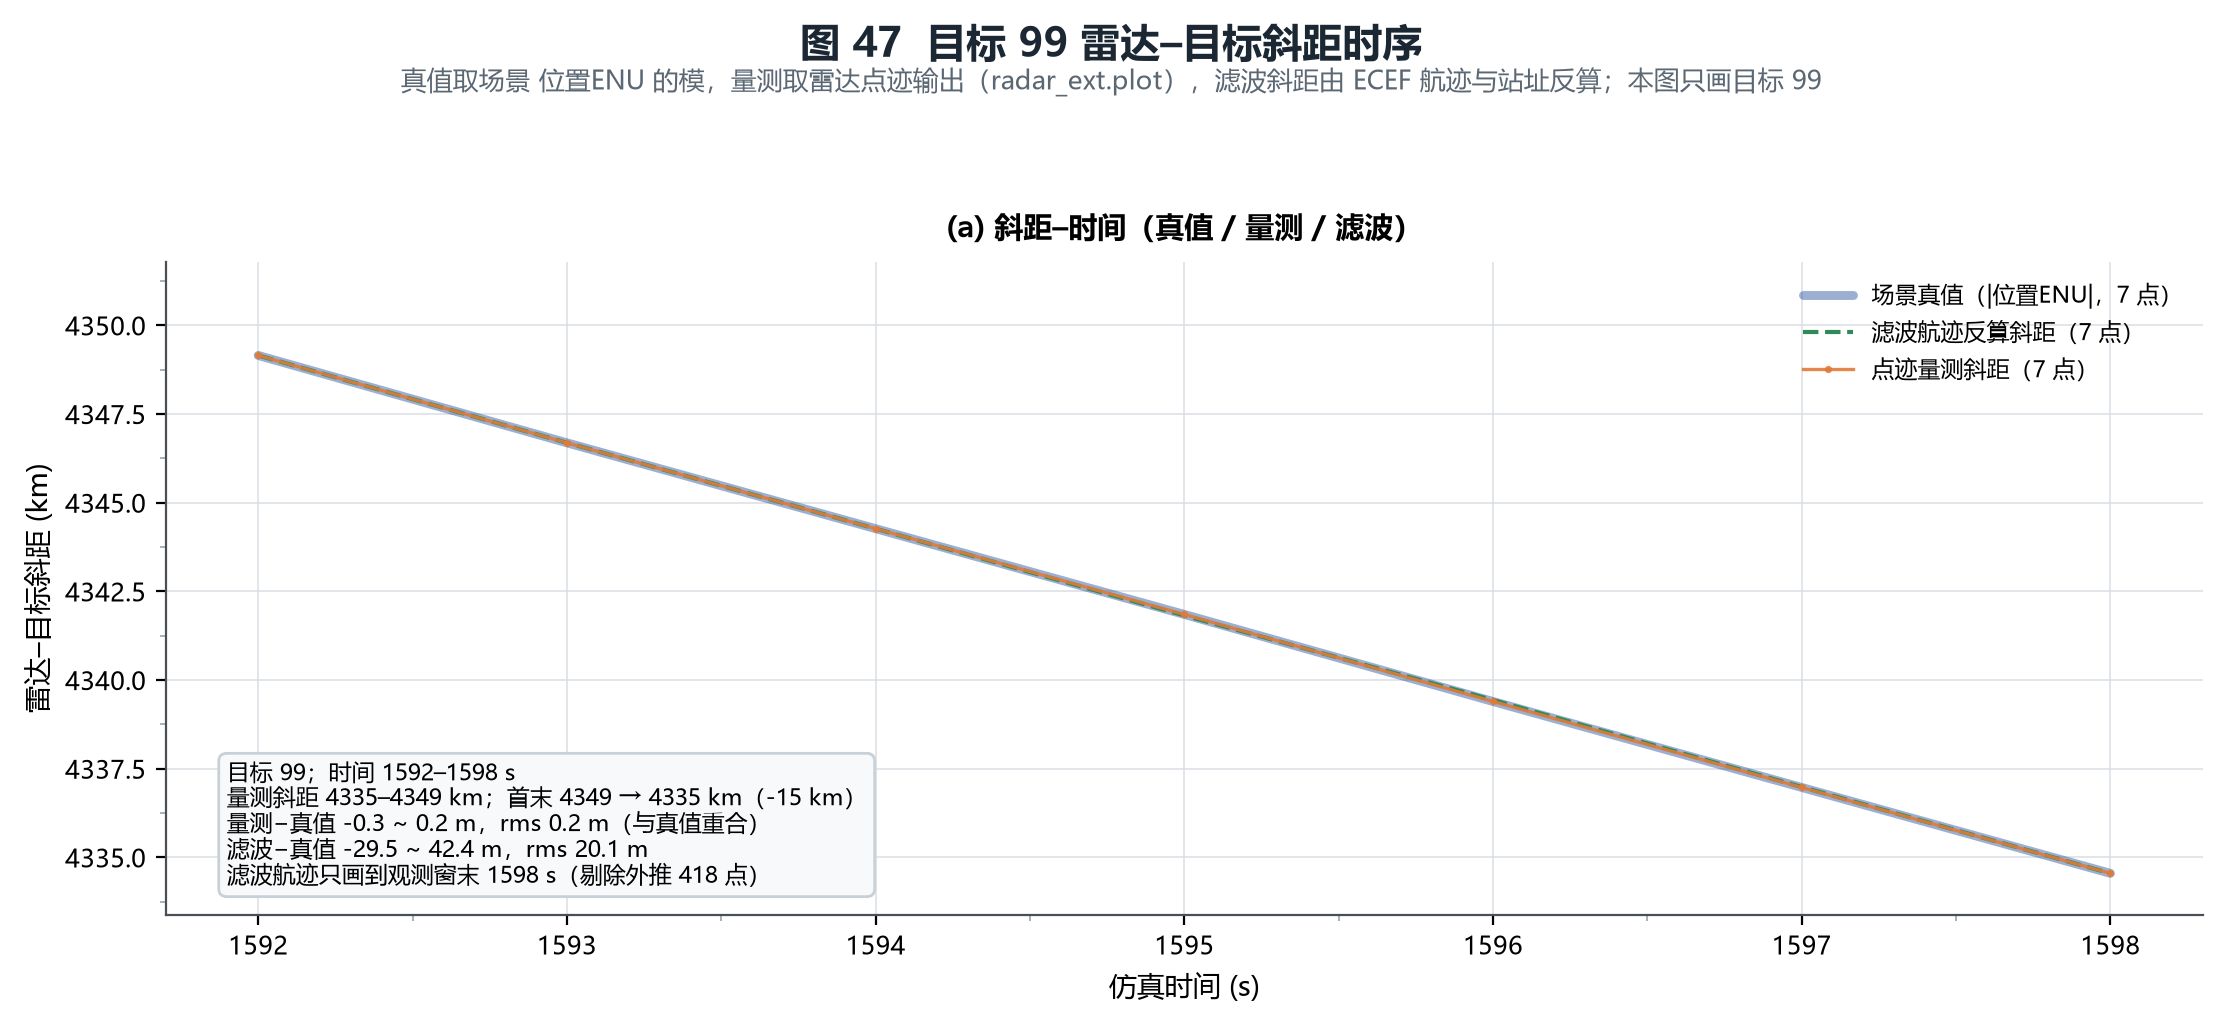 图 47  目标 99 雷达–目标斜距时序
真值取场景 位置ENU 的模，量测取雷达点迹输出（radar_ext.plot），滤波斜距由 ECEF 航迹与站址反算；本图只画目标 99
(a) 斜距–时间（真值 / 量测 / 滤波）
场景真值（|位置ENU|，7 点）
滤波航迹反算斜距（7 点）
点迹量测斜距（7 点）
雷达–目标斜距 (km)
4350.0
4347.5
4345.0
4342.5
4340.0
4337.5
4335.0
目标 99；时间 1592–1598 s
量测斜距 4335–4349 km；首末 4349 → 4335 km（-15 km）
量测−真值 -0.3 ~ 0.2 m，rms 0.2 m（与真值重合）
滤波−真值 -29.5 ~ 42.4 m，rms 20.1 m
滤波航迹只画到观测窗末 1598 s（剔除外推 418 点）
1592 1593 1594 1595 1596 1597 1598
仿真时间 (s)